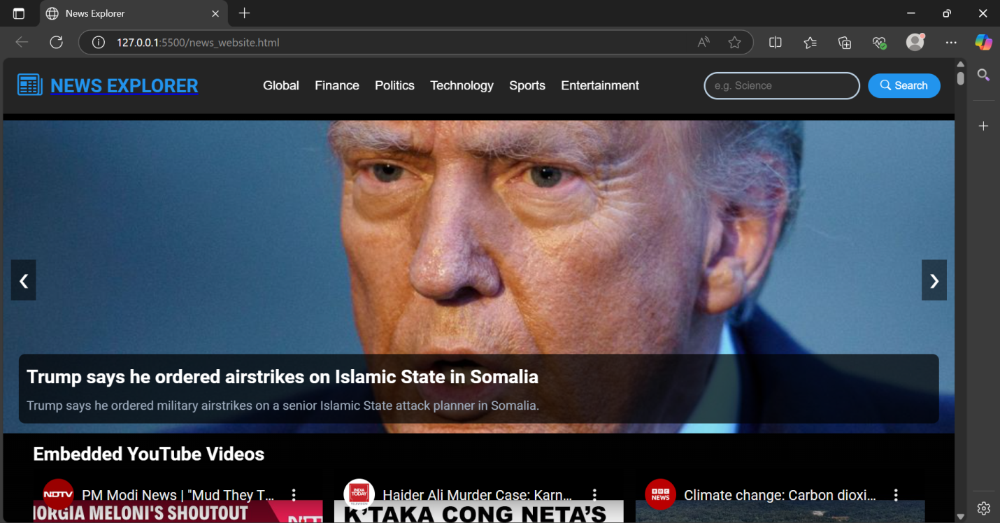 News Explorer
127.0.0.1:5500/news_website.html
NEWS EXPLORER
Global Finance Politics Technology Sports Entertainment
e.g. Science
Search
Trump says he ordered airstrikes on Islamic State in Somalia
Trump says he ordered military airstrikes on a senior Islamic State attack planner in Somalia.
Embedded YouTube Videos
NDTV PM Modi News | "Mud They T...
INDIA TODAY TELEVISION Haider Ali Murder Case: Karn...
BBC NEWS Climate change: Carbon dioxi...
IORGIA MELONI'S SHOUTOUT
K'TAKA CONG NETA'S